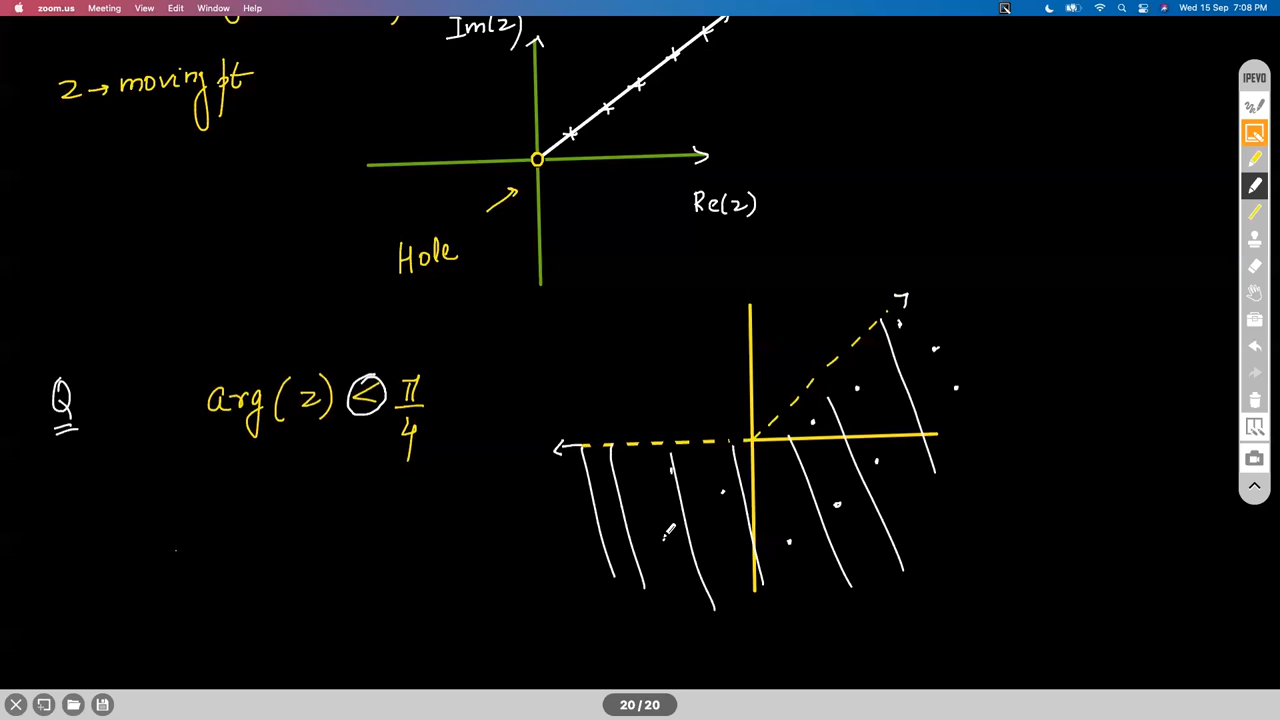 zoom.us Meeting View Edit Window Help Wed 15 Sep 7:08 PM
Im(z)
z → moving pt
IPEVO
Re(z)
Hole
Q arg(z) < π/4
20/20